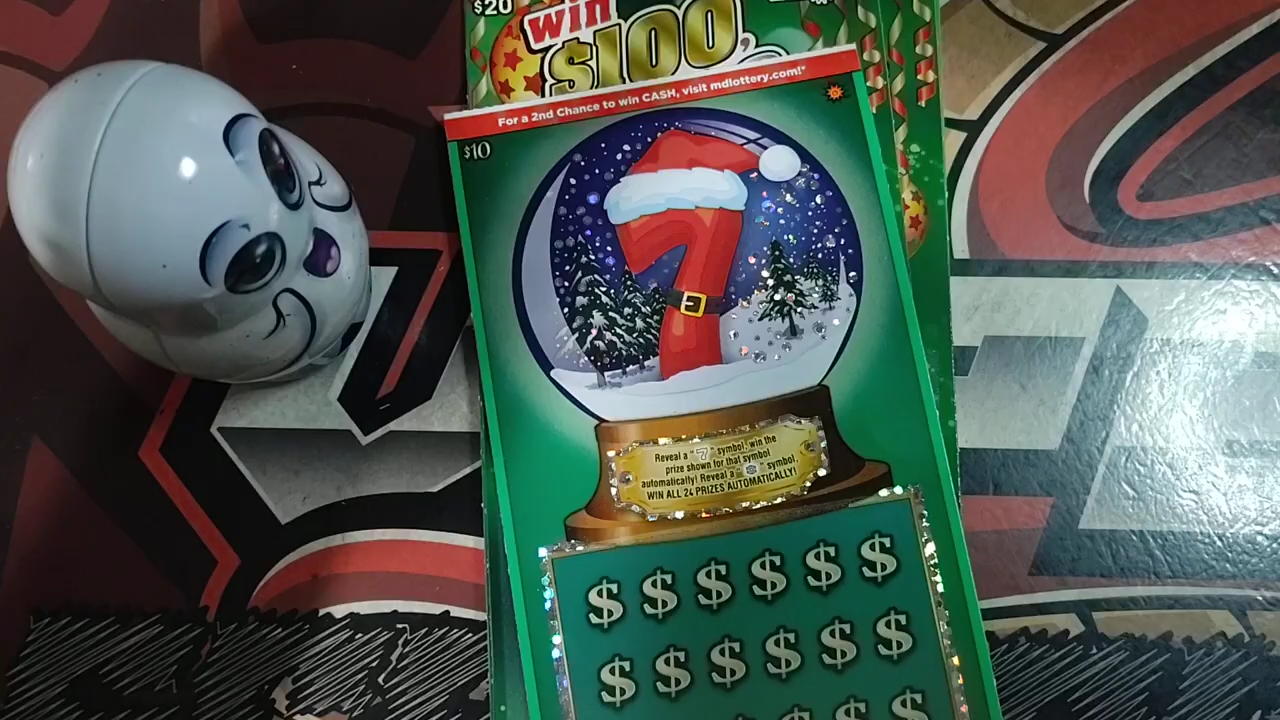 $20
win
$100,
For a 2nd Chance to win CASH, visit mdlottery.com!*
$10
7
Reveal a "7" symbol, win the
prize shown for that symbol
automatically! Reveal a "❄" symbol,
WIN ALL 24 PRIZES AUTOMATICALLY!
$ $ $ $ $ $
$ $ $ $ $ $
$ $ $ $